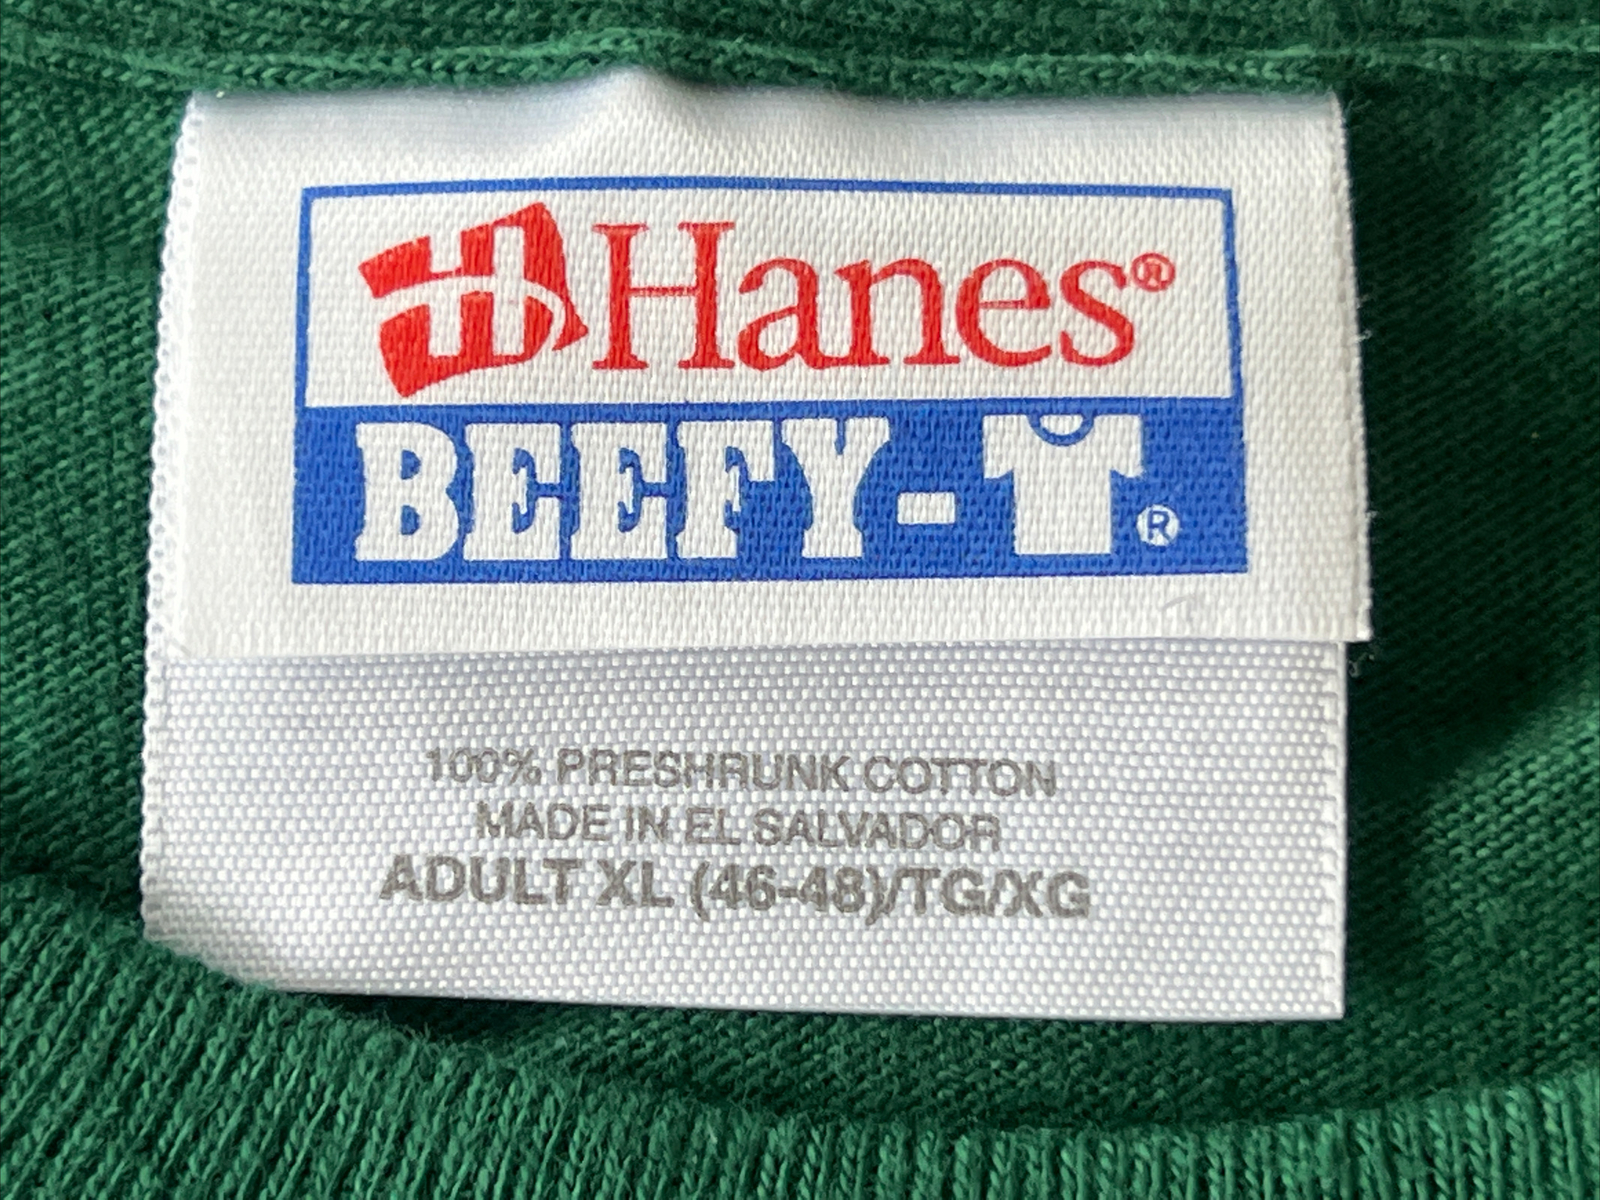 Hanes®
BEEFY-T®
100% PRESHRUNK COTTON
MADE IN EL SALVADOR
ADULT XL (46-48)/TG/XG